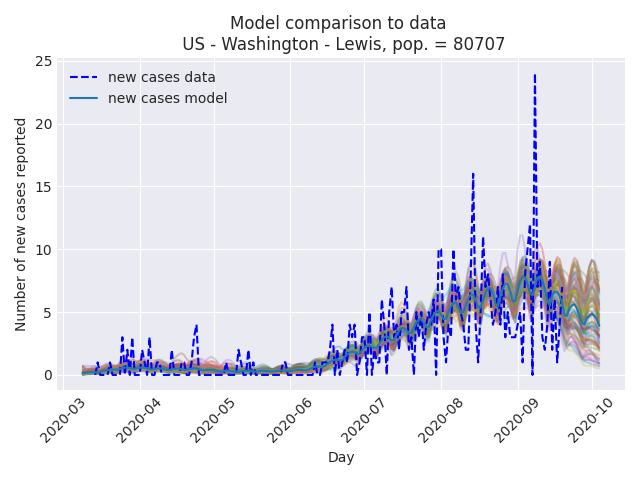 Model comparison to data
US - Washington - Lewis, pop. = 80707
new cases data
new cases model
Number of new cases reported
25
20
15
10
5
0
2020-03
2020-04
2020-05
2020-06
2020-07
2020-08
2020-09
2020-10
Day